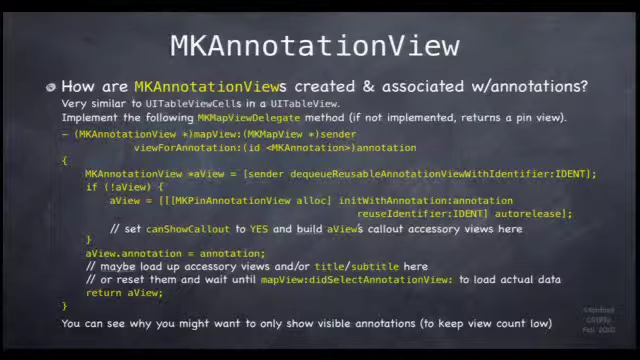 MKAnnotationView
How are MKAnnotationViews created & associated w/annotations?
Very similar to UITableViewCells in a UITableView.
Implement the following MKMapViewDelegate method (if not implemented, returns a pin view).
- (MKAnnotationView *)mapView:(MKMapView *)sender
viewForAnnotation:(id <MKAnnotation>)annotation
{
MKAnnotationView *aView = [sender dequeueReusableAnnotationViewWithIdentifier:IDENT];
if (!aView) {
aView = [[[MKPinAnnotationView alloc] initWithAnnotation:annotation
reuseIdentifier:IDENT] autorelease];
// set canShowCallout to YES and build aView's callout accessory views here
}
aView.annotation = annotation;
// maybe load up accessory views and/or title/subtitle here
// or reset them and wait until mapView:didSelectAnnotationView: to load actual data
return aView;
}
You can see why you might want to only show visible annotations (to keep view count low)
Stanford
CS193p
Fall 2010